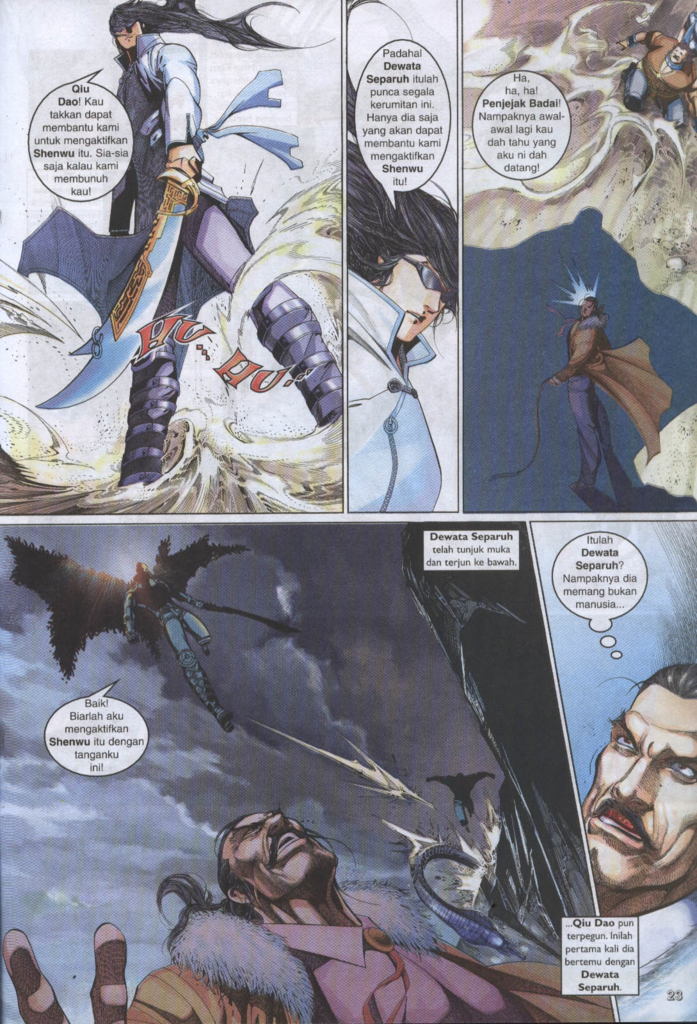 Qiu
Dao! Kau
takkan dapat
membantu kami
untuk mengaktifkan
Shenwu itu. Sia-sia
saja kalau kami
membunuh
kau!
HU... HU...
Padahal
Dewata
Separuh itulah
punca segala
kerumitan ini.
Hanya dia saja
yang akan dapat
membantu kami
mengaktifkan
Shenwu
itu!
Ha,
ha, ha!
Penjejak Badai!
Nampaknya awal-
awal lagi kau
dah tahu yang
aku ni dah
datang!
Dewata Separuh
telah tunjuk muka
dan terjun ke bawah.
Baik!
Biarlah aku
mengaktifkan
Shenwu itu dengan
tanganku
ini!
Itulah
Dewata
Separuh?
Nampaknya dia
memang bukan
manusia...
...Qiu Dao pun
terpegun. Inilah
pertama kali dia
bertemu dengan
Dewata
Separuh.
23